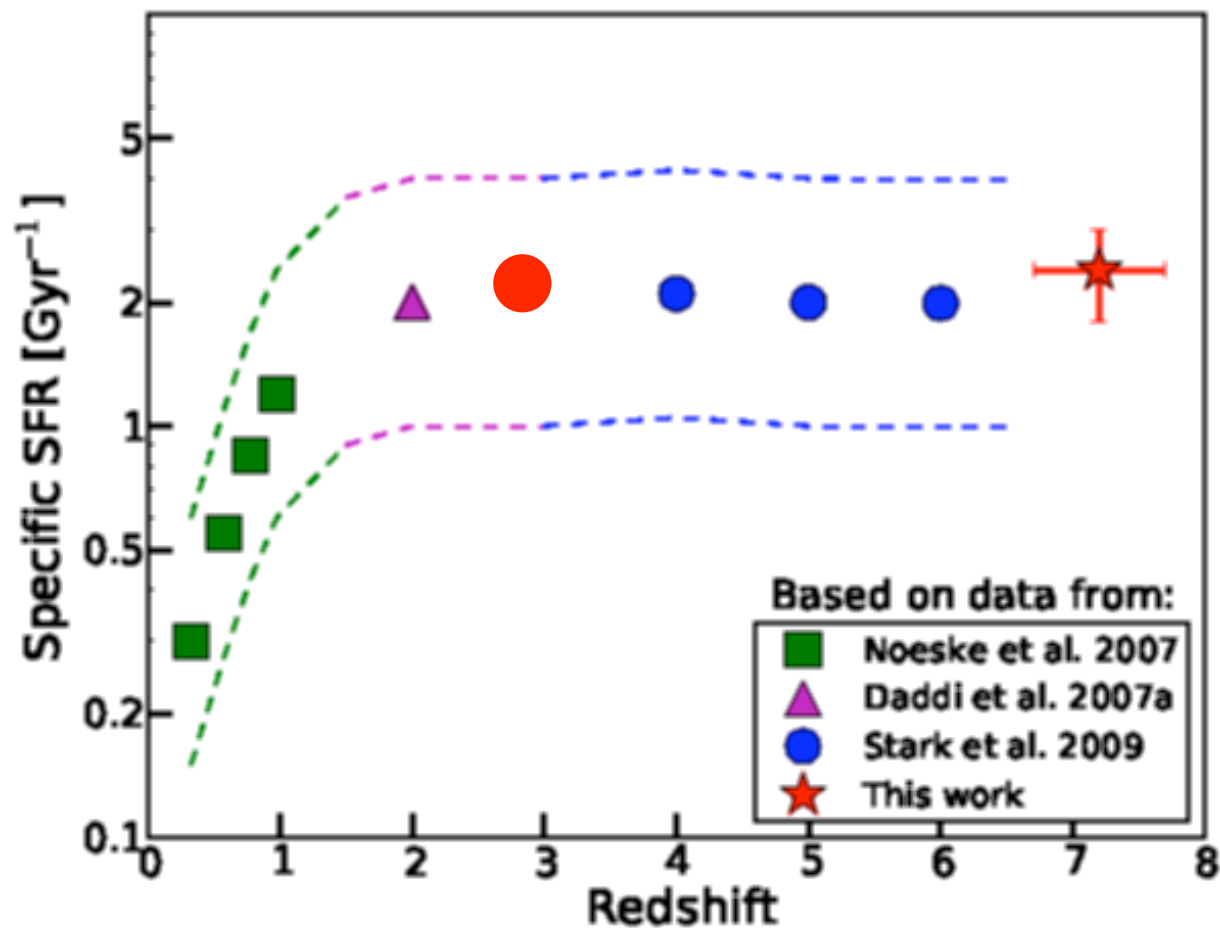 Specific SFR [Gyr⁻¹]
5
2
1
0.5
0.2
0.1
0 1 2 3 4 5 6 7 8
Redshift
Based on data from:
Noeske et al. 2007
Daddi et al. 2007a
Stark et al. 2009
This work